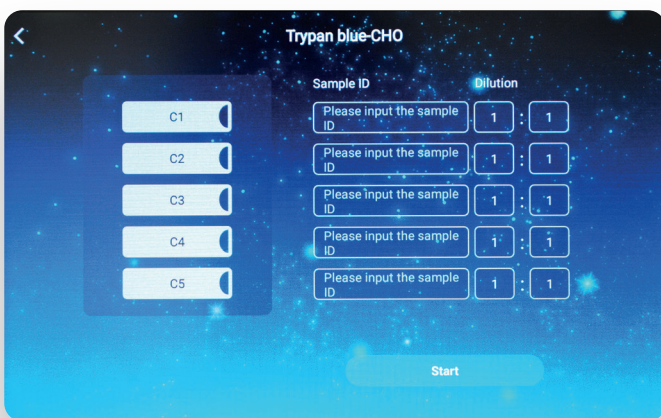 Trypan blue-CHO
Sample ID Dilution
C1 Please input the sample ID 1 : 1
C2 Please input the sample ID 1 : 1
C3 Please input the sample ID 1 : 1
C4 Please input the sample ID 1 : 1
C5 Please input the sample ID 1 : 1
Start